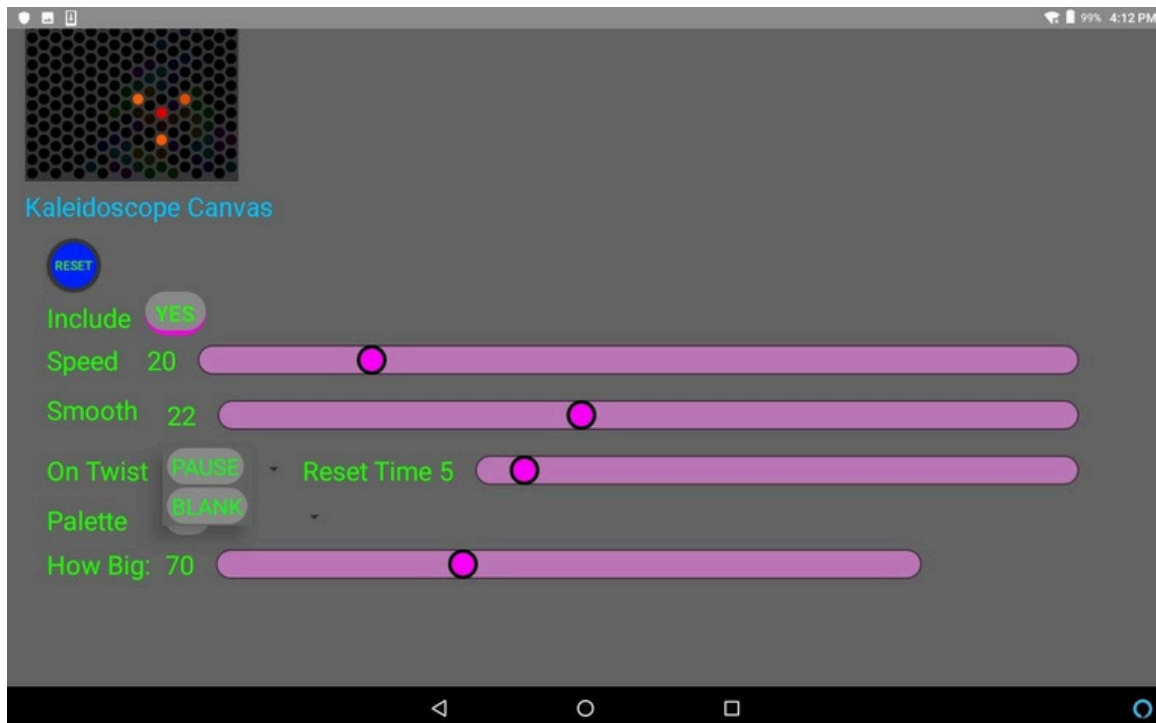 99% 4:12 PM
Kaleidoscope Canvas
RESET
Include YES
Speed 20
Smooth 22
On Twist PAUSE Reset Time 5
BLANK
Palette
How Big: 70